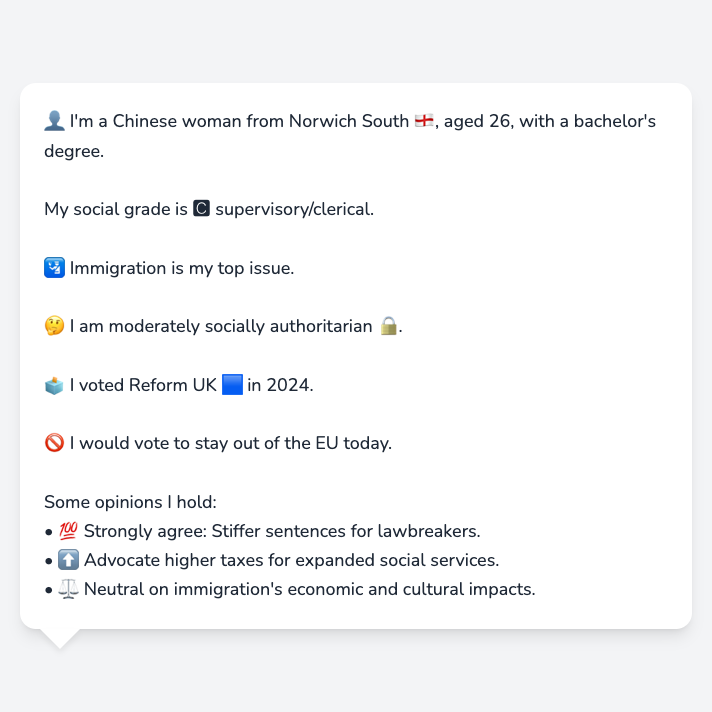 👤 I'm a Chinese woman from Norwich South 🏴󠁧󠁢󠁥󠁮󠁧󠁿, aged 26, with a bachelor's
degree.
My social grade is 🅲 supervisory/clerical.
🛂 Immigration is my top issue.
🤔 I am moderately socially authoritarian 🔒.
🗳️ I voted Reform UK 🟦 in 2024.
🚫 I would vote to stay out of the EU today.
Some opinions I hold:
• 💯 Strongly agree: Stiffer sentences for lawbreakers.
• ⬆️ Advocate higher taxes for expanded social services.
• ⚖️ Neutral on immigration's economic and cultural impacts.